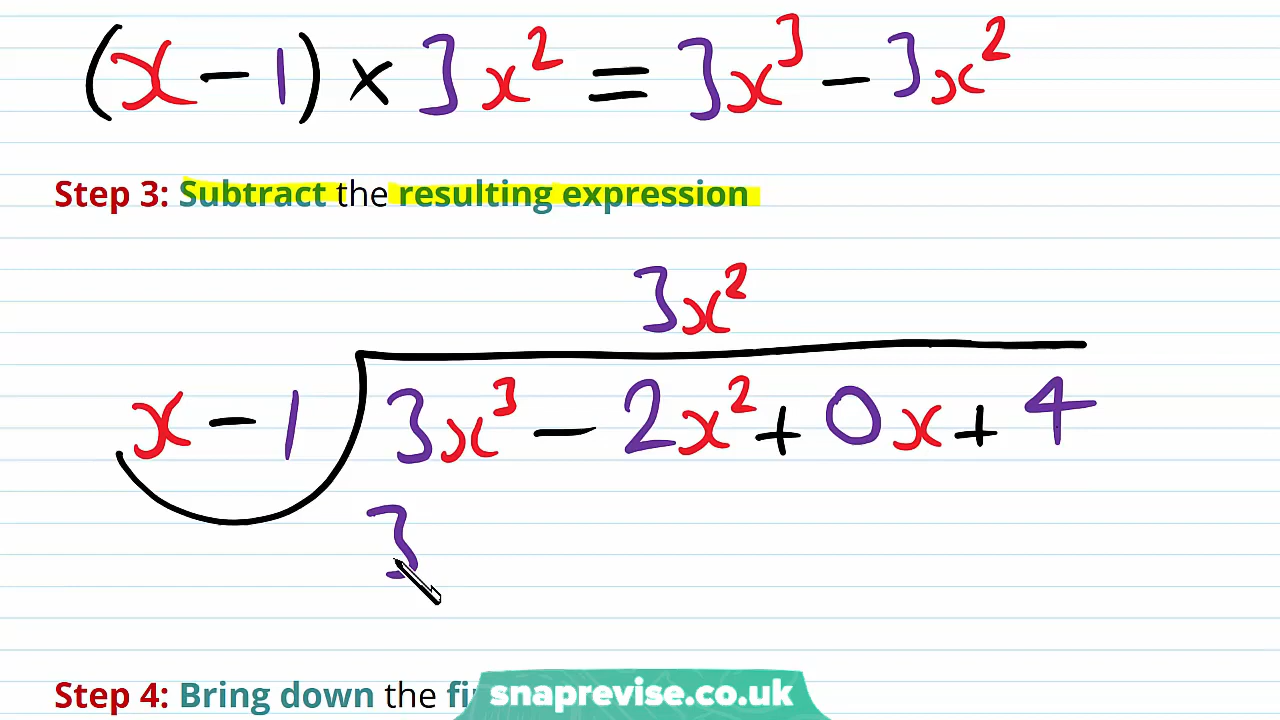 (x - 1) × 3x² = 3x³ - 3x²
Step 3: Subtract the resulting expression
3x²
x - 1 3x³ - 2x² + 0x + 4
3
Step 4: Bring down the
snaprevise.co.uk